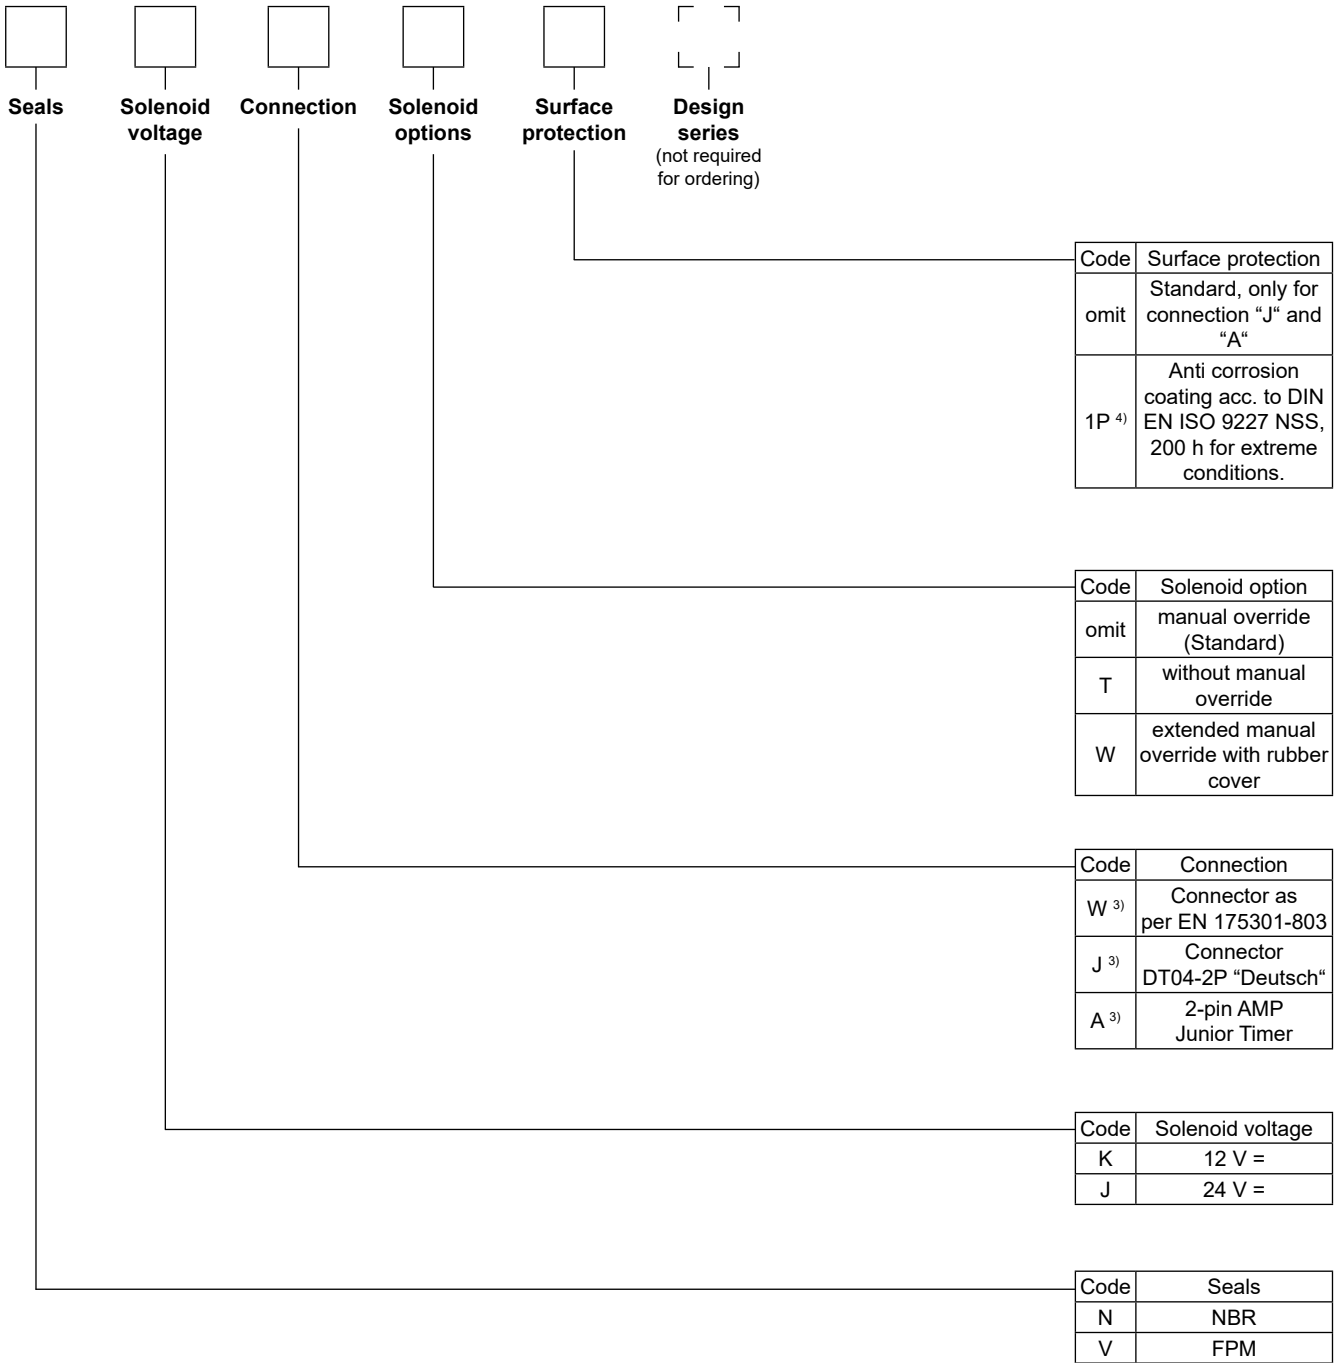 Seals
Solenoid
voltage
Connection
Solenoid
options
Surface
protection
Design
series
(not required
for ordering)
Code Surface protection
omit Standard, only for
connection “J“ and
“A“
1P 4) Anti corrosion
coating acc. to DIN
EN ISO 9227 NSS,
200 h for extreme
conditions.
Code Solenoid option
omit manual override
(Standard)
T without manual
override
W extended manual
override with rubber
cover
Code Connection
W 3) Connector as
per EN 175301-803
J 3) Connector
DT04-2P “Deutsch“
A 3) 2-pin AMP
Junior Timer
Code Solenoid voltage
K 12 V =
J 24 V =
Code Seals
N NBR
V FPM